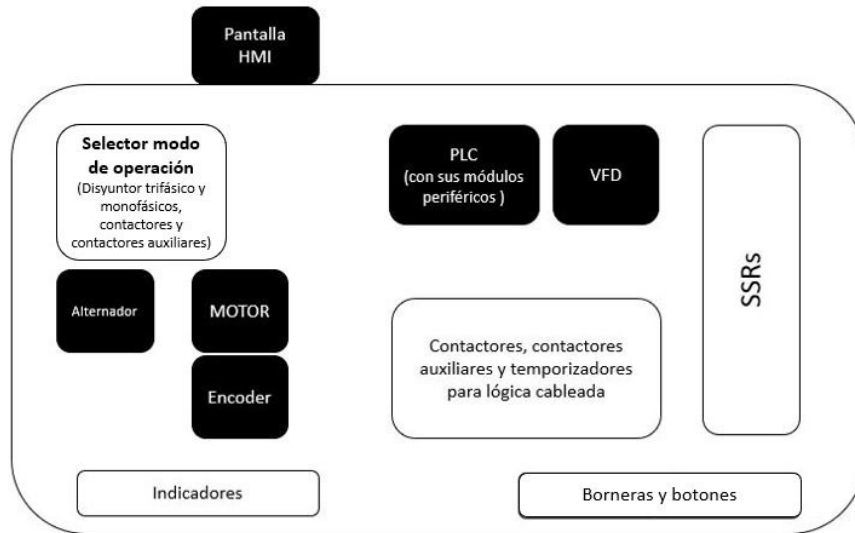 Pantalla
HMI
Selector modo
de operación
(Disyuntor trifásico y
monofásicos,
contactores y
contactores auxiliares)
PLC
(con sus módulos
periféricos )
VFD
SSRs
Alternador
MOTOR
Encoder
Contactores, contactores
auxiliares y temporizadores
para lógica cableada
Indicadores
Borneras y botones